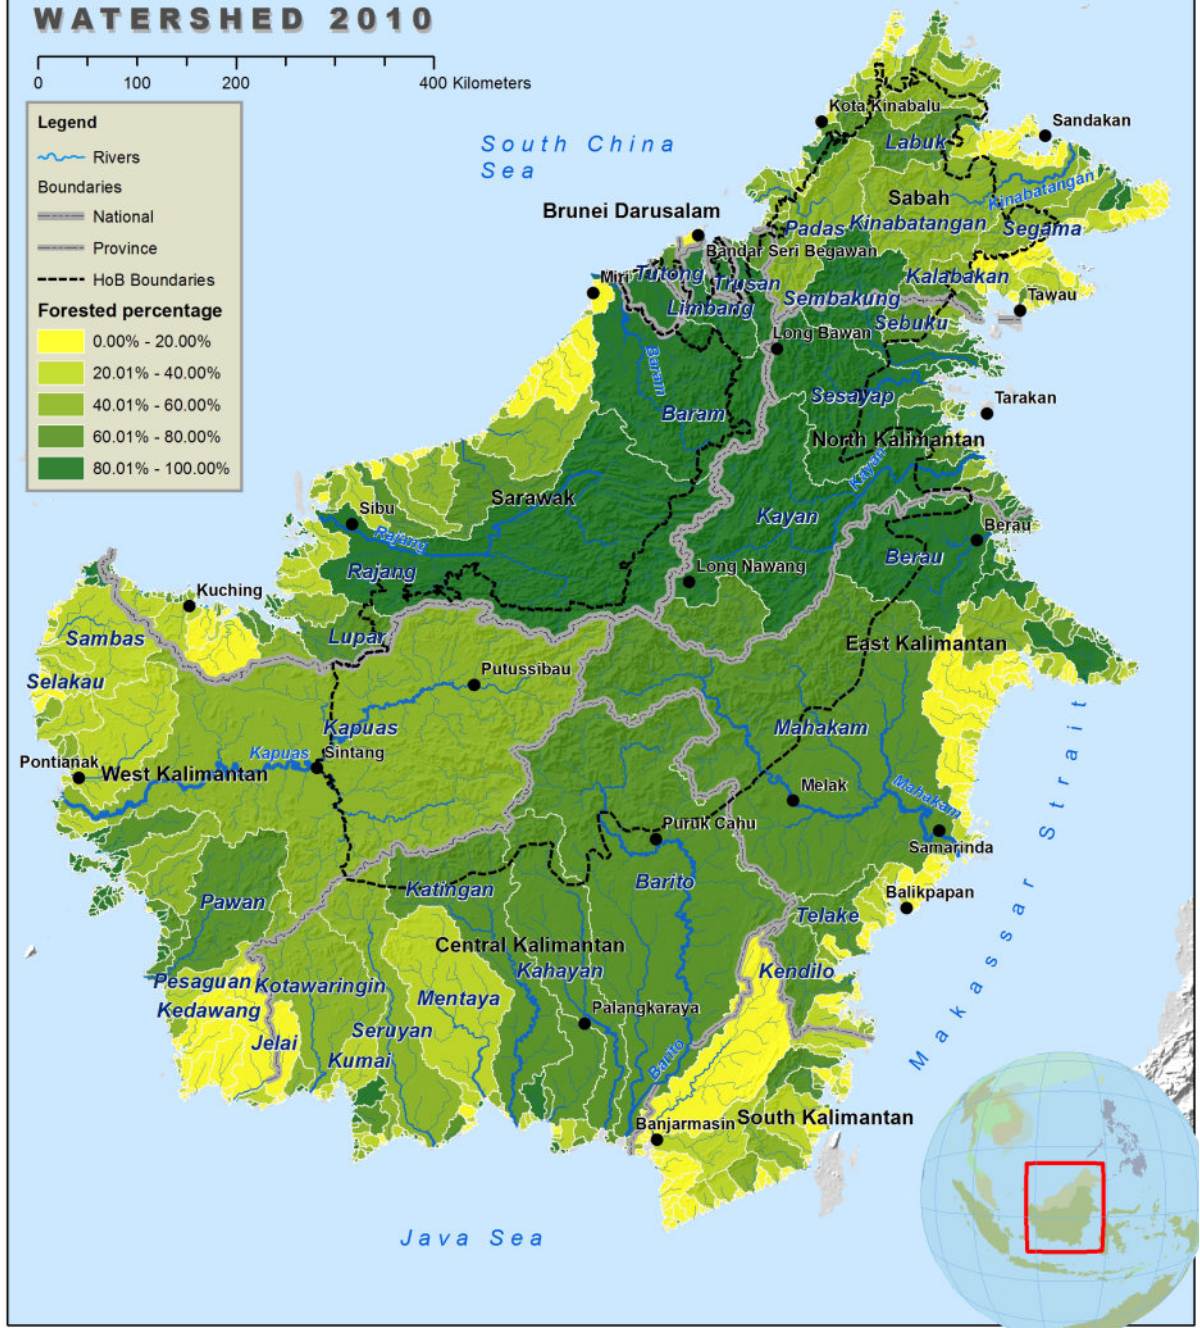 WATERSHED 2010
0 100 200 400 Kilometers
Legend
Rivers
Boundaries
National
Province
HoB Boundaries
Forested percentage
0.00% - 20.00%
20.01% - 40.00%
40.01% - 60.00%
60.01% - 80.00%
80.01% - 100.00%
South China
Sea
Kota Kinabalu
Sandakan
Labuk
Kinabatangan
Sabah
Brunei Darusalam
Padas
Kinabatangan
Segama
Bandar Seri Begawan
Miri
Tutong
Trusan
Kalabakan
Limbang
Sembakung
Tawau
Sebuku
Long Bawan
Baram
Sesayap
Tarakan
Baram
North Kalimantan
Kayan
Sarawak
Sibu
Kayan
Rajang
Berau
Rajang
Berau
Long Nawang
Kuching
Sambas
Lupar
East Kalimantan
Selakau
Putussibau
Kapuas
Mahakam
Kapuas
Sintang
Pontianak
West Kalimantan
Melak
Mahakam
Puruk Cahu
Samarinda
Makassar Strait
Katingan
Barito
Balikpapan
Pawan
Telake
Central Kalimantan
Kahayan
Kendilo
Pesaguan
Kotawaringin
Mentaya
Kedawang
Palangkaraya
Seruyan
Jelai
Kumai
Barito
Banjarmasin
South Kalimantan
Java Sea